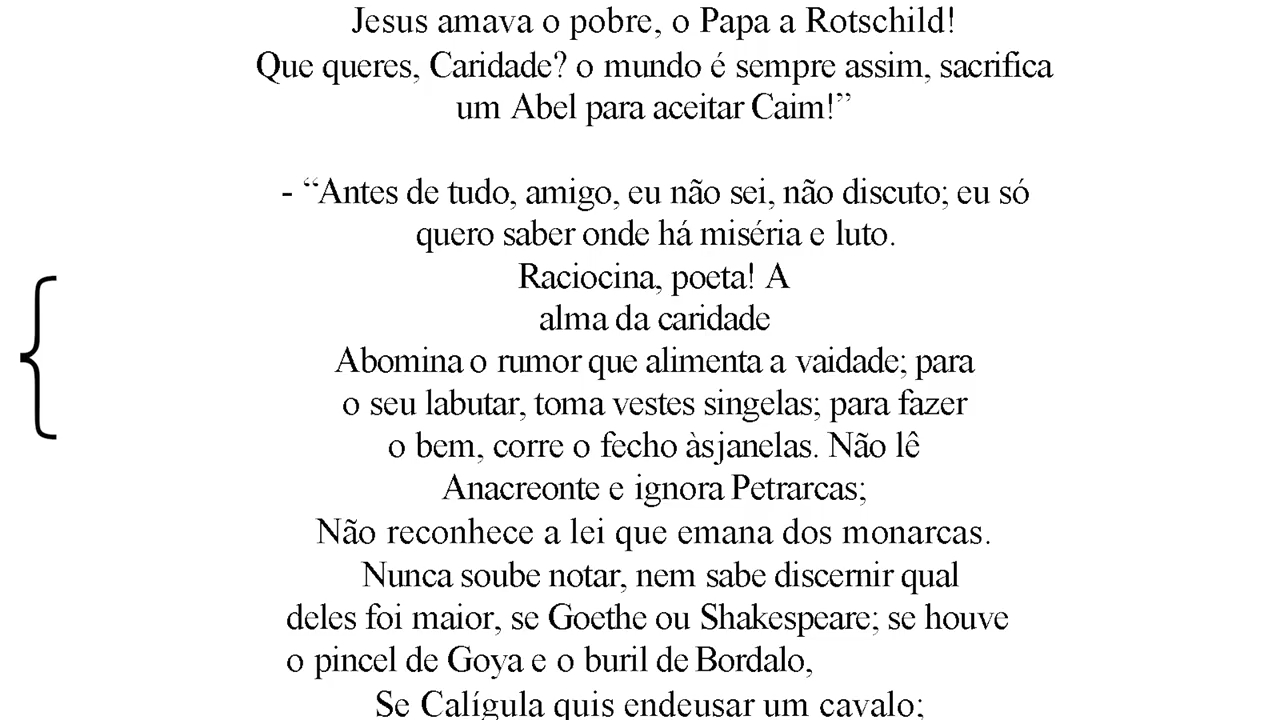 Jesus amava o pobre, o Papa a Rotschild!
Que queres, Caridade? o mundo é sempre assim, sacrifica
um Abel para aceitar Caim!”
- “Antes de tudo, amigo, eu não sei, não discuto; eu só
quero saber onde há miséria e luto.
Raciocina, poeta! A
alma da caridade
Abomina o rumor que alimenta a vaidade; para
o seu labutar, toma vestes singelas; para fazer
o bem, corre o fecho àsjanelas. Não lê
Anacreonte e ignora Petrarcas;
Não reconhece a lei que emana dos monarcas.
Nunca soube notar, nem sabe discernir qual
deles foi maior, se Goethe ou Shakespeare; se houve
o pincel de Goya e o buril de Bordalo,
Se Calígula quis endeusar um cavalo;